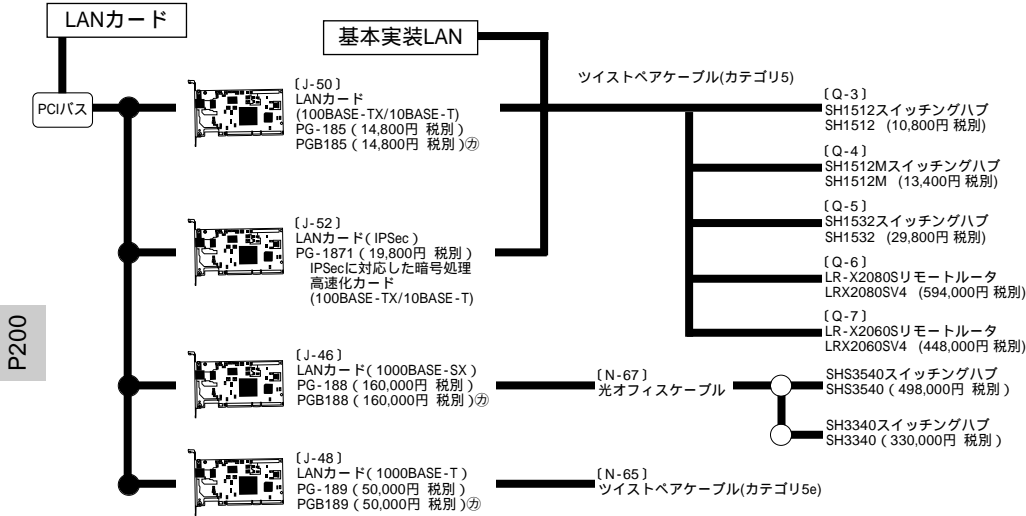 LANカード
基本実装LAN
PCIバス
ツイストペアケーブル(カテゴリ5)
〔J-50〕
LANカード
(100BASE-TX/10BASE-T)
PG-185（14,800円 税別）
PGB185（14,800円 税別）㋕
〔J-52〕
LANカード(IPSec)
PG-1871（19,800円 税別）
IPSecに対応した暗号処理
高速化カード
(100BASE-TX/10BASE-T)
〔J-46〕
LANカード(1000BASE-SX)
PG-188（160,000円 税別）
PGB188（160,000円 税別）㋕
〔J-48〕
LANカード(1000BASE-T)
PG-189（50,000円 税別）
PGB189（50,000円 税別）㋕
〔N-67〕
光オフィスケーブル
〔N-65〕
ツイストペアケーブル(カテゴリ5e)
〔Q-3〕
SH1512スイッチングハブ
SH1512 (10,800円 税別)
〔Q-4〕
SH1512Mスイッチングハブ
SH1512M (13,400円 税別)
〔Q-5〕
SH1532スイッチングハブ
SH1532 (29,800円 税別)
〔Q-6〕
LR-X2080Sリモートルータ
LRX2080SV4 (594,000円 税別)
〔Q-7〕
LR-X2060Sリモートルータ
LRX2060SV4 (448,000円 税別)
SHS3540スイッチングハブ
SHS3540（498,000円 税別）
SH3340スイッチングハブ
SH3340（330,000円 税別）
P200